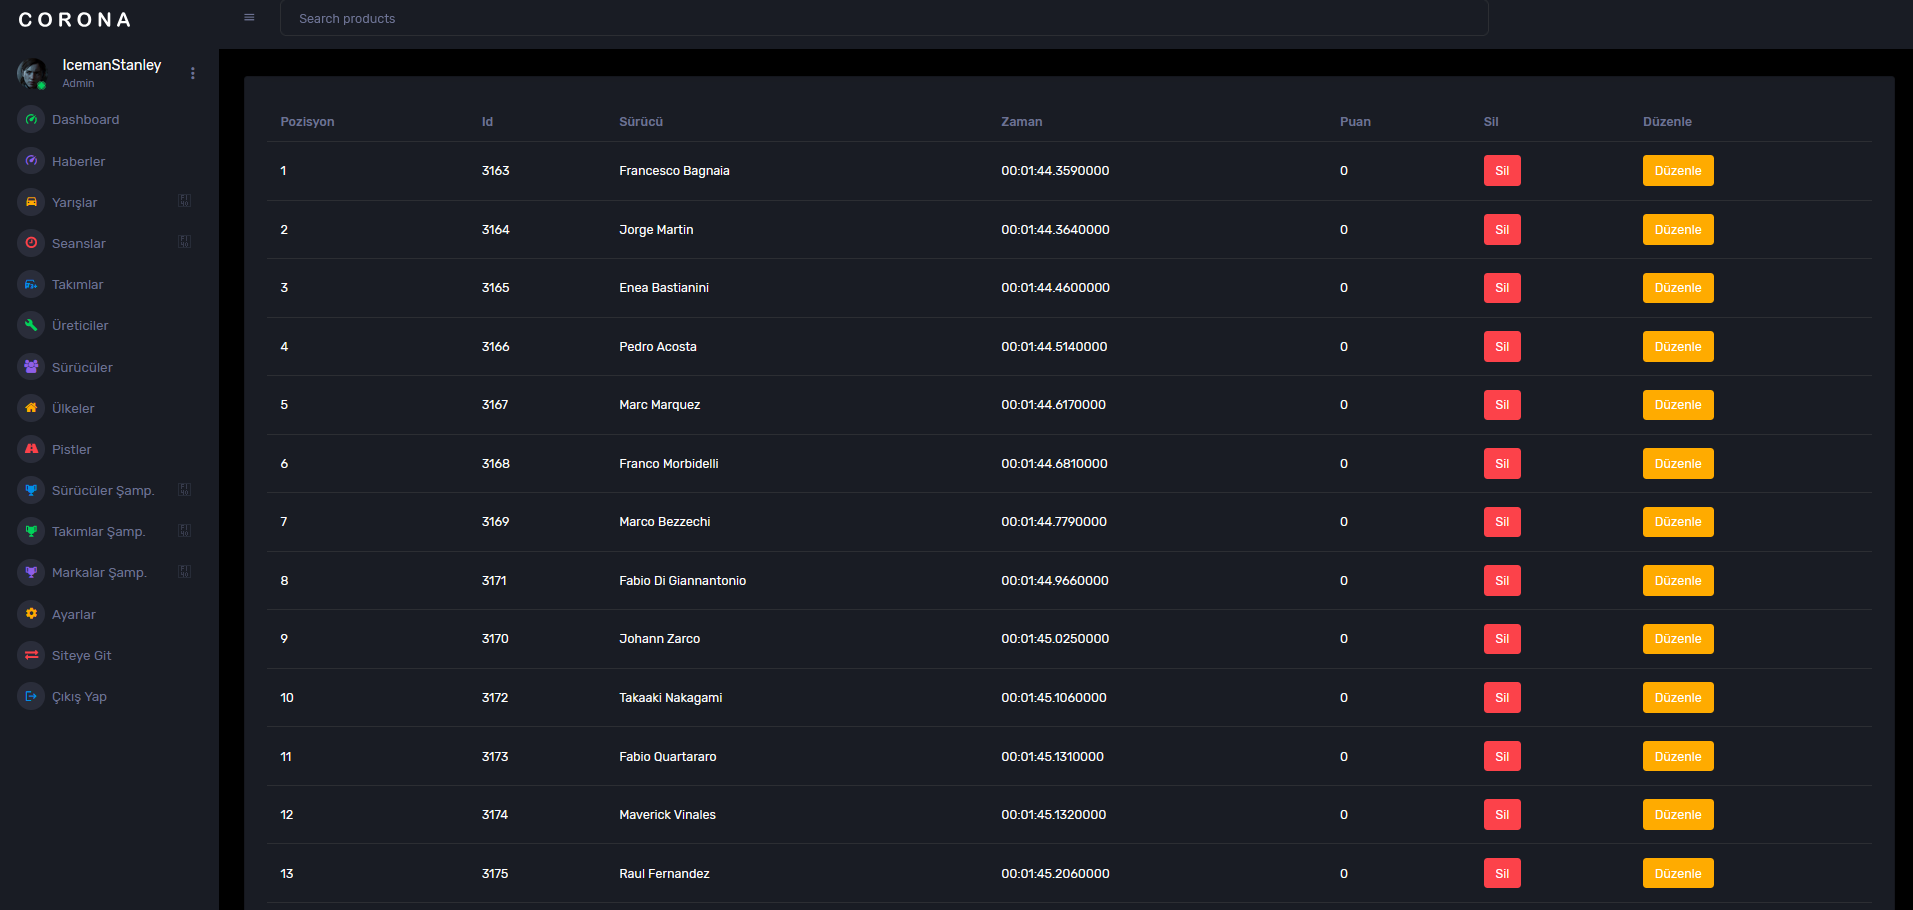 CORONA
Search products
IcemanStanley
Admin
Dashboard
Haberler
Yarışlar
Seanslar
Takımlar
Üreticiler
Sürücüler
Ülkeler
Pistler
Sürücüler Şamp.
Takımlar Şamp.
Markalar Şamp.
Ayarlar
Siteye Git
Çıkış Yap
Pozisyon Id Sürücü Zaman Puan Sil Düzenle
1 3163 Francesco Bagnaia 00:01:44.3590000 0 Sil Düzenle
2 3164 Jorge Martin 00:01:44.3640000 0 Sil Düzenle
3 3165 Enea Bastianini 00:01:44.4600000 0 Sil Düzenle
4 3166 Pedro Acosta 00:01:44.5140000 0 Sil Düzenle
5 3167 Marc Marquez 00:01:44.6170000 0 Sil Düzenle
6 3168 Franco Morbidelli 00:01:44.6810000 0 Sil Düzenle
7 3169 Marco Bezzechi 00:01:44.7790000 0 Sil Düzenle
8 3171 Fabio Di Giannantonio 00:01:44.9660000 0 Sil Düzenle
9 3170 Johann Zarco 00:01:45.0250000 0 Sil Düzenle
10 3172 Takaaki Nakagami 00:01:45.1060000 0 Sil Düzenle
11 3173 Fabio Quartararo 00:01:45.1310000 0 Sil Düzenle
12 3174 Maverick Vinales 00:01:45.1320000 0 Sil Düzenle
13 3175 Raul Fernandez 00:01:45.2060000 0 Sil Düzenle